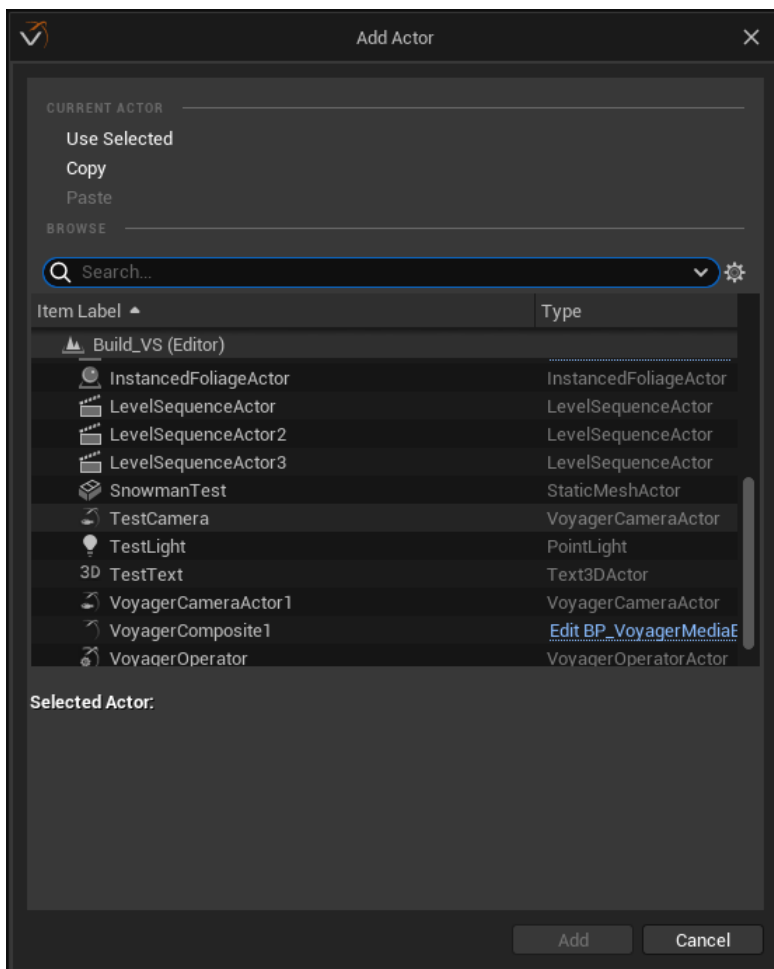 Add Actor
CURRENT ACTOR
Use Selected
Copy
Paste
BROWSE
Search...
Item Label Type
Build_VS (Editor)
InstancedFoliageActor InstancedFoliageActor
LevelSequenceActor LevelSequenceActor
LevelSequenceActor2 LevelSequenceActor
LevelSequenceActor3 LevelSequenceActor
SnowmanTest StaticMeshActor
TestCamera VoyagerCameraActor
TestLight PointLight
3D TestText Text3DActor
VoyagerCameraActor1 VoyagerCameraActor
VoyagerComposite1 Edit BP_VoyagerMediaE
VoyagerOperator VoyagerOperatorActor
Selected Actor:
Add Cancel